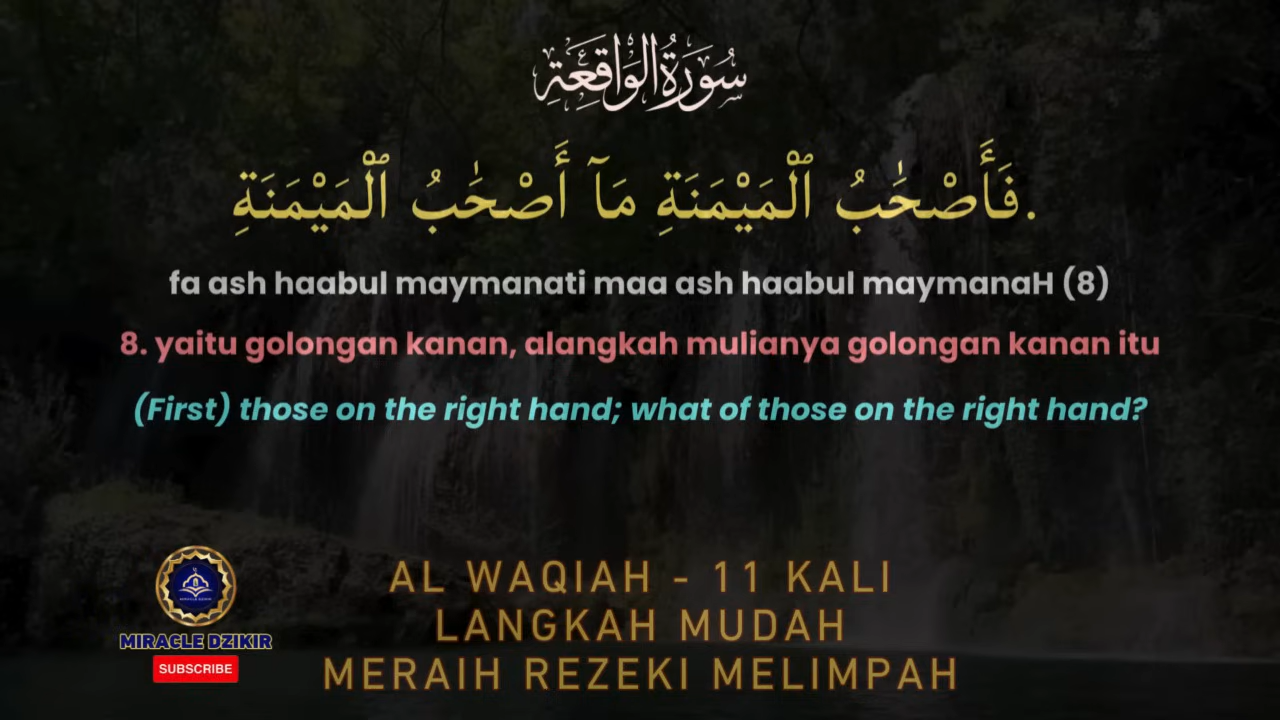 سُورَةُ الْوَاقِعَةِ
فَأَصْحَٰبُ ٱلْمَيْمَنَةِ مَآ أَصْحَٰبُ ٱلْمَيْمَنَةِ.
fa ash haabul maymanati maa ash haabul maymanaH (8)
8. yaitu golongan kanan, alangkah mulianya golongan kanan itu
(First) those on the right hand; what of those on the right hand?
AL WAQIAH - 11 KALI
LANGKAH MUDAH
MERAIH REZEKI MELIMPAH
MIRACLE DZIKIR
SUBSCRIBE